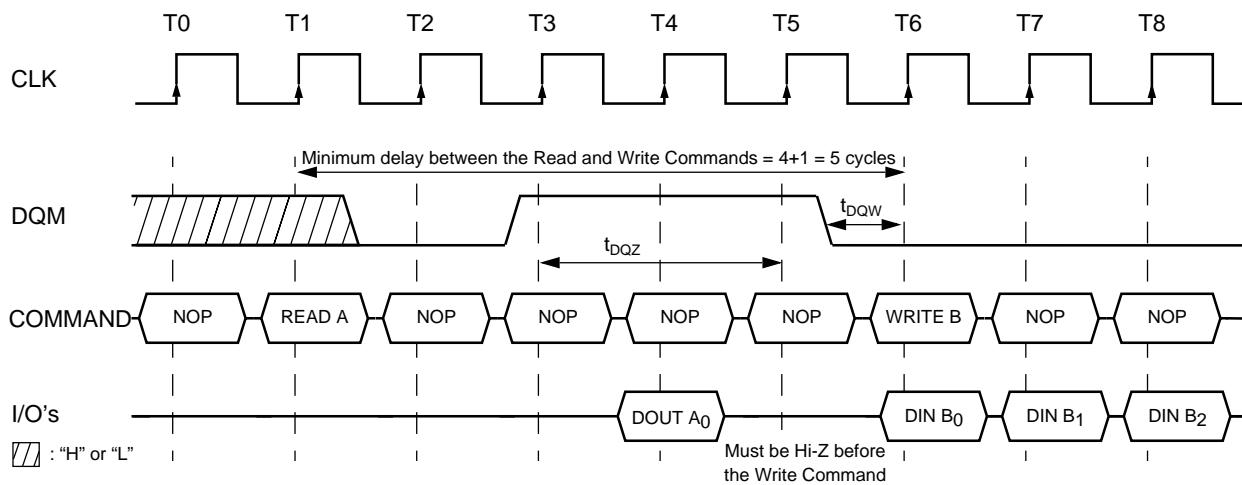 T0 T1 T2 T3 T4 T5 T6 T7 T8
CLK
Minimum delay between the Read and Write Commands = 4+1 = 5 cycles
DQM
tDQW
tDQZ
COMMAND NOP READ A NOP NOP NOP NOP WRITE B NOP NOP
I/O's DOUT A0 DIN B0 DIN B1 DIN B2
: “H” or “L”
Must be Hi-Z before
the Write Command